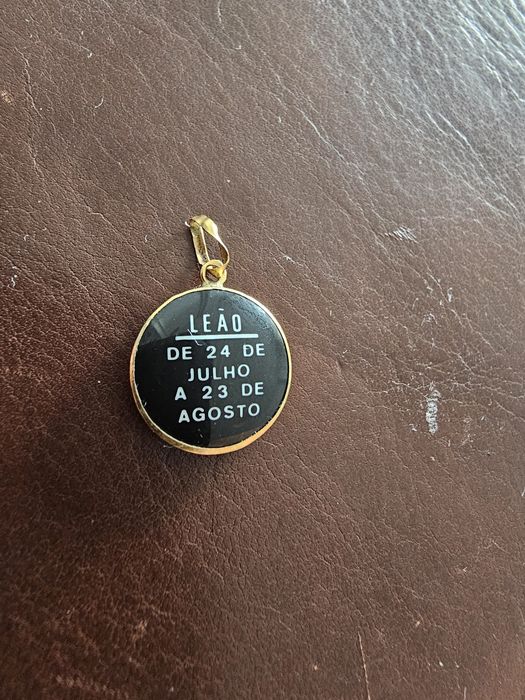 LEÃO
DE 24 DE
JULHO
A 23 DE
AGOSTO